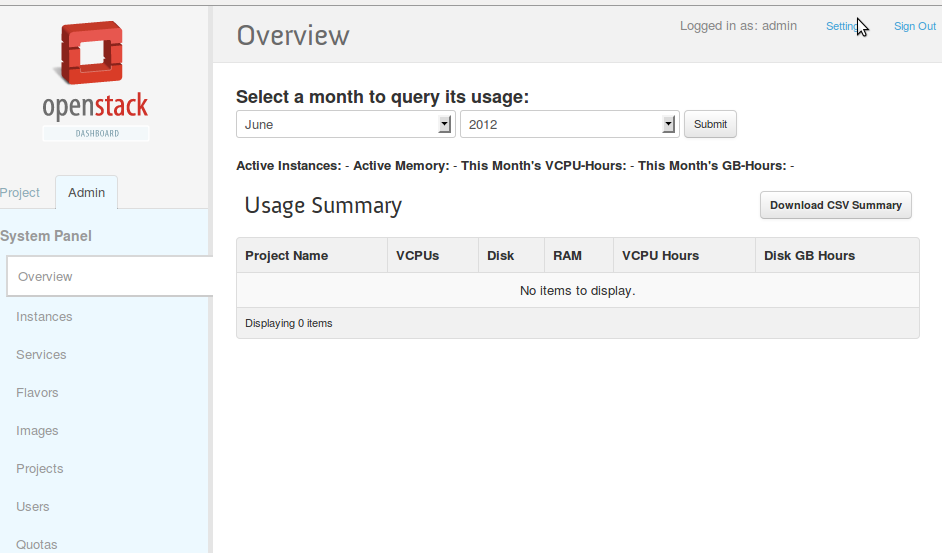 Overview
Logged in as: admin
Sign Out
openstack
DASHBOARD
Project
Admin
System Panel
Overview
Instances
Services
Flavors
Images
Projects
Users
Quotas
Select a month to query its usage:
June
2012
Submit
Active Instances: - Active Memory: - This Month's VCPU-Hours: - This Month's GB-Hours: -
Usage Summary
Download CSV Summary
Project Name VCPUs Disk RAM VCPU Hours Disk GB Hours
No items to display.
Displaying 0 items